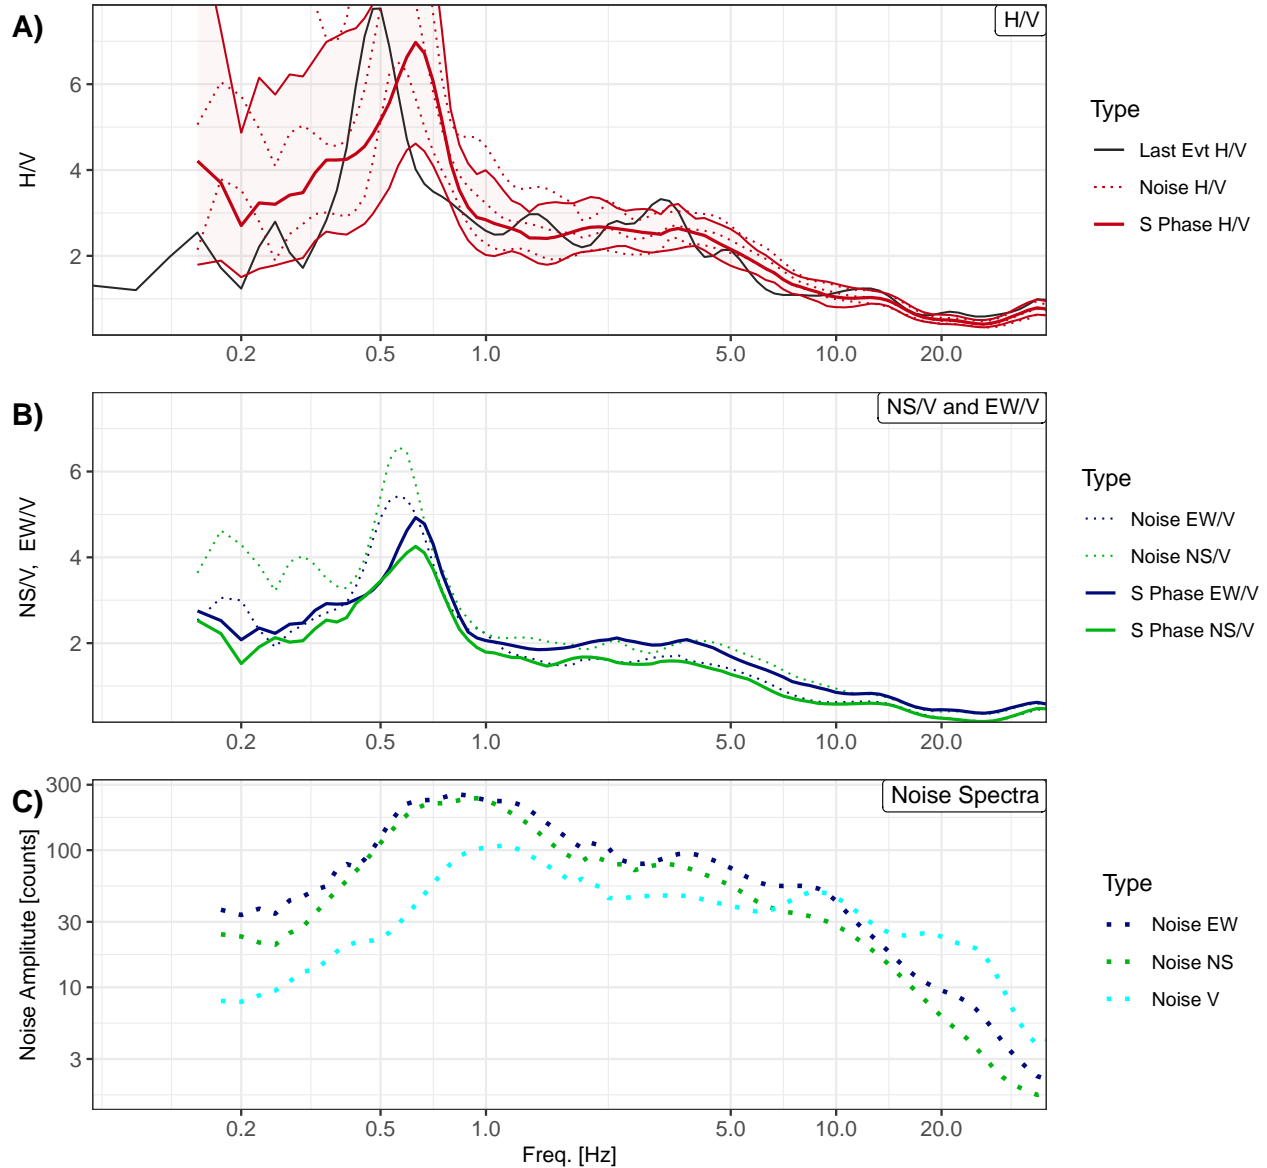 A)
H/V
6
4
2
H/V
0.2 0.5 1.0 5.0 10.0 20.0
Type
Last Evt H/V
Noise H/V
S Phase H/V
B)
NS/V and EW/V
6
4
2
NS/V, EW/V
0.2 0.5 1.0 5.0 10.0 20.0
Type
Noise EW/V
Noise NS/V
S Phase EW/V
S Phase NS/V
C)
Noise Spectra
300
100
30
10
3
Noise Amplitute [counts]
0.2 0.5 1.0 5.0 10.0 20.0
Freq. [Hz]
Type
Noise EW
Noise NS
Noise V